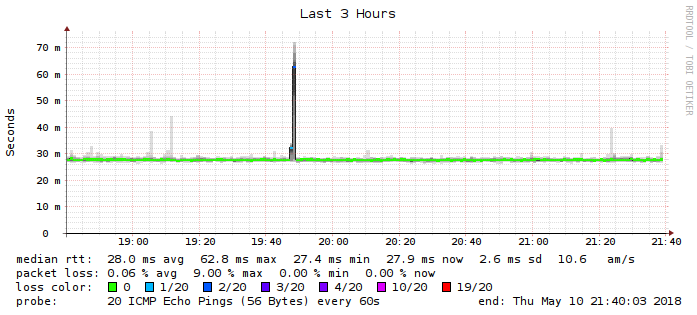 Last 3 Hours
RRDTOOL / TOBI OETIKER
Seconds
70 m
60 m
50 m
40 m
30 m
20 m
10 m
0
19:00 19:20 19:40 20:00 20:20 20:40 21:00 21:20 21:40
median rtt: 28.0 ms avg 62.8 ms max 27.4 ms min 27.9 ms now 2.6 ms sd 10.6 am/s
packet loss: 0.06 % avg 9.00 % max 0.00 % min 0.00 % now
loss color: 0 1/20 2/20 3/20 4/20 10/20 19/20
probe: 20 ICMP Echo Pings (56 Bytes) every 60s end: Thu May 10 21:40:03 2018